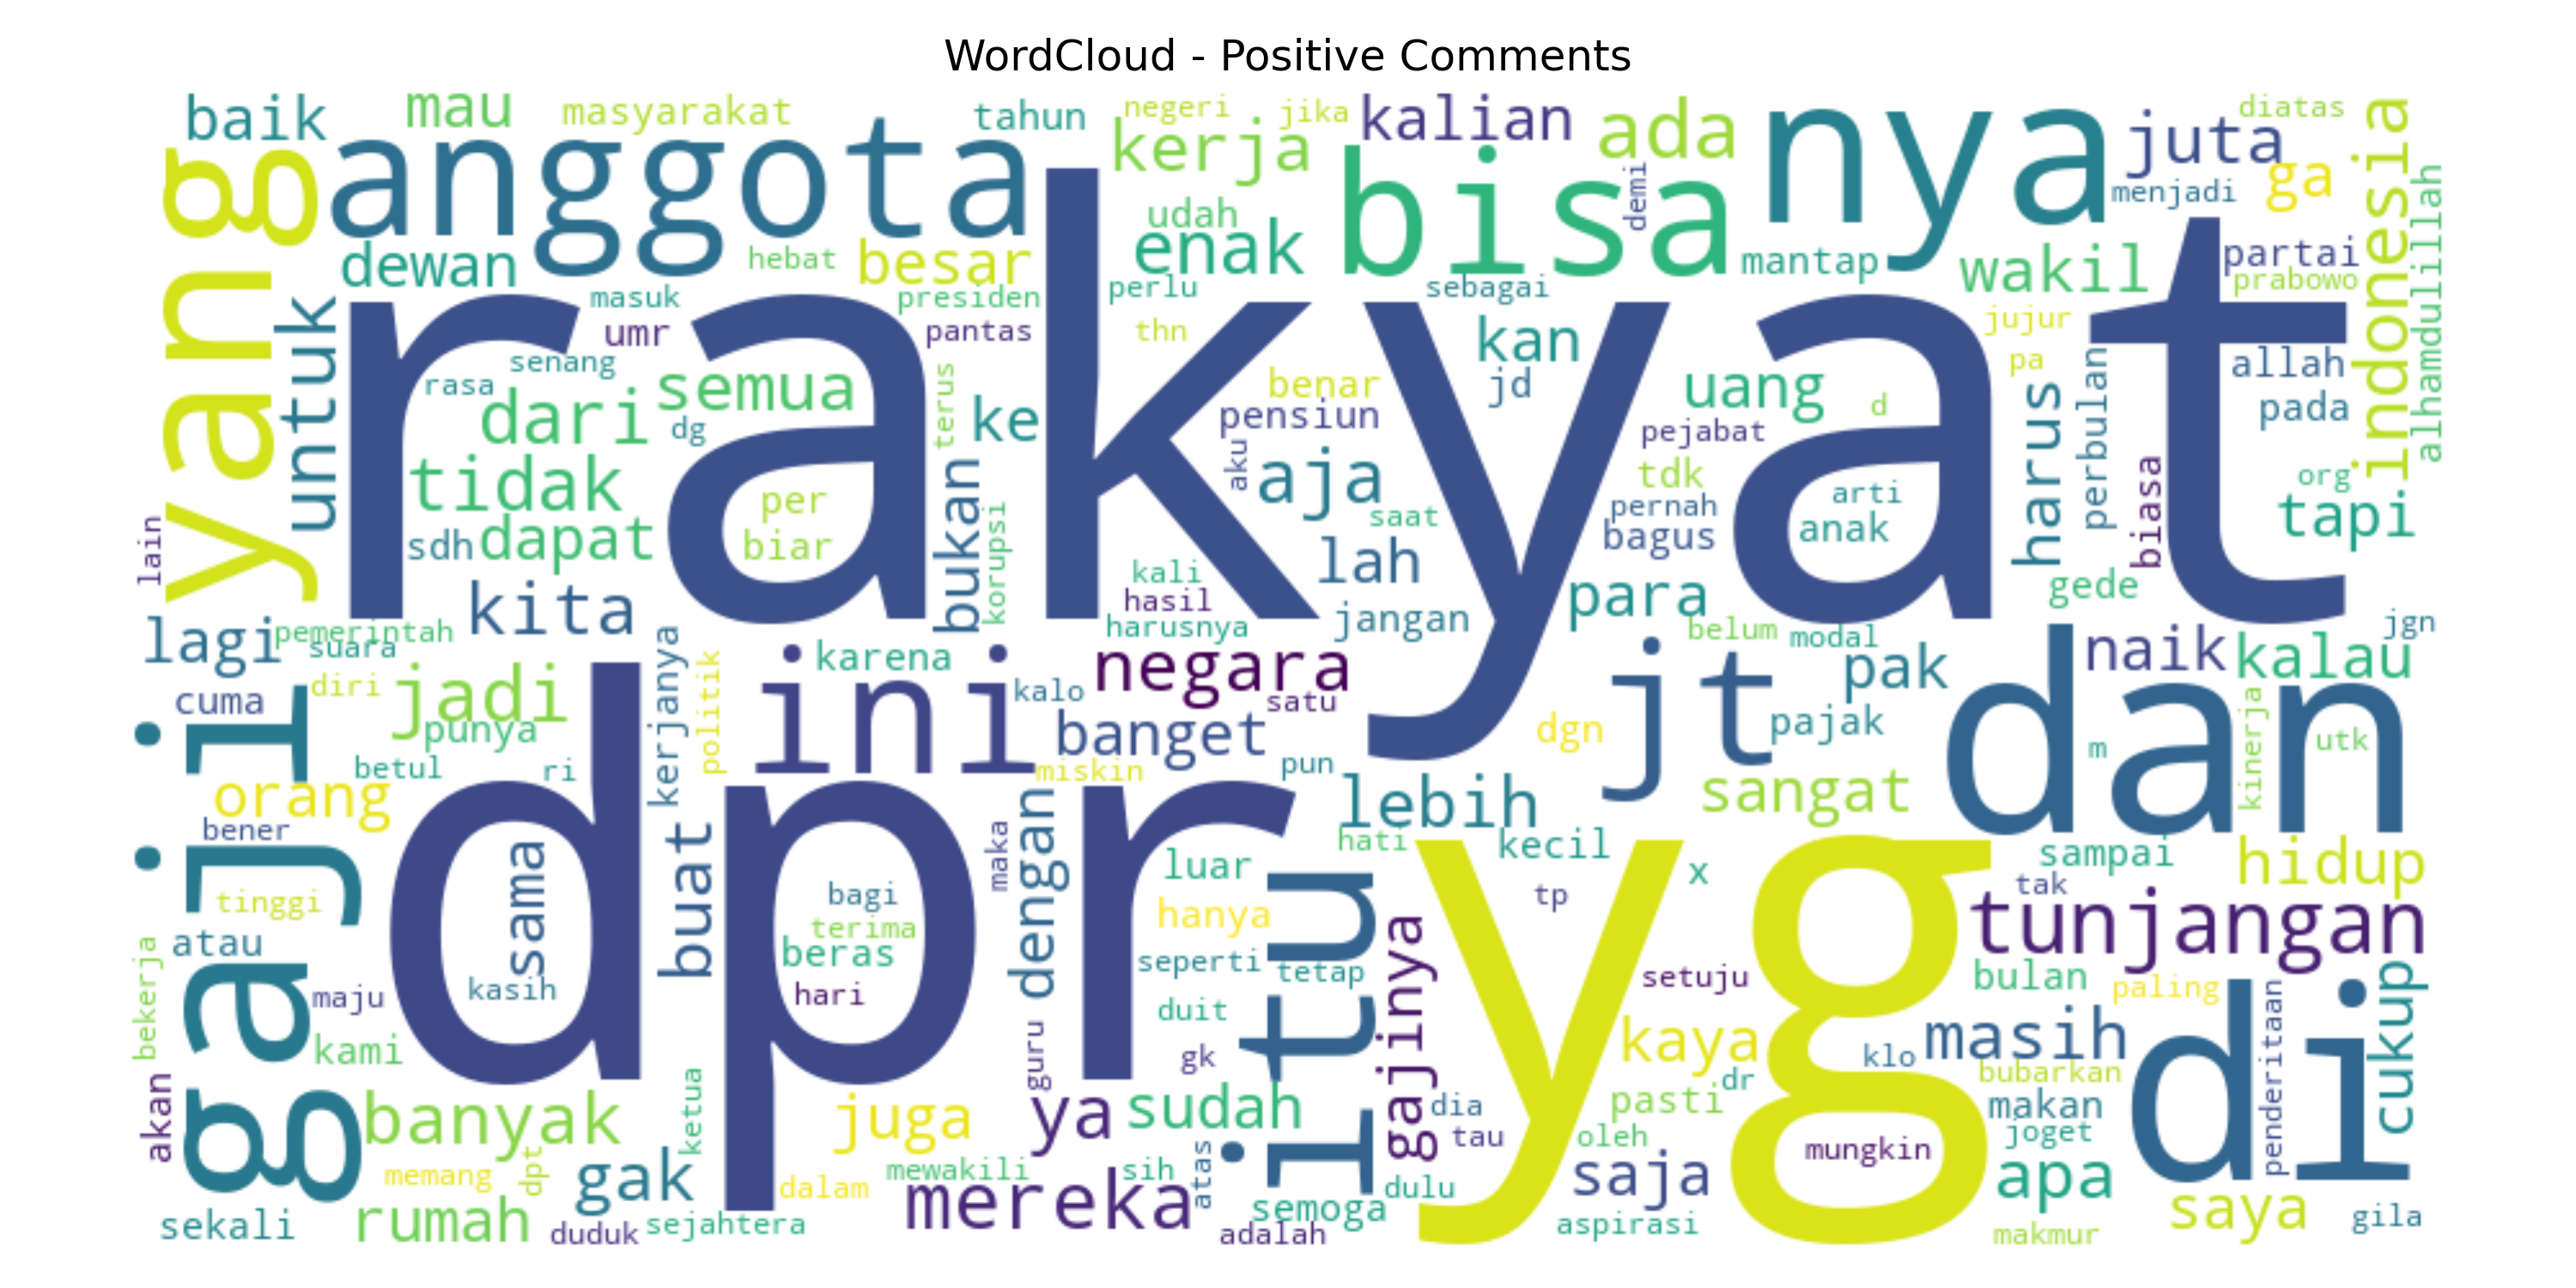 WordCloud - Positive Comments
baik
mau
masyarakat
tahun
negeri
jika
kalian
ada
nya
juta
diatas
indonesia
anggota
kerja
bisa
demi
menjadi
ga
alhamdulillah
yang
dewan
hebat
besar
udah
enak
mantap
wakil
partai
prabowo
untuk
masuk
presiden
perlu
sebagai
rakyat
umr
pantas
thn
kan
jujur
senang
rasa
semua
terus
benar
jd
uang
d
pa
perbulan
allah
dari
dg
ke
pensiun
pejabat
harus
pada
tidak
per
bukan
aku
aja
tdk
arti
biasa
org
lain
sdh
dapat
biar
korupsi
saat
pernah
bagus
anak
tapi
kali
lah
hasil
para
gede
kita
harusnya
jangan
belum
modal
jgn
lagi
pemerintah
suara
karena
negara
pak
naik
kalau
cuma
diri
jadi
kerjanya
politik
ini
kalo
satu
jt
dan
punya
banget
dgn
pajak
m
kinerja
utk
gaji
betul
ri
miskin
pun
orang
lebih
sangat
bener
dpr
sama
buat
maka
dengan
luar
hati
kecil
x
sampai
hidup
tinggi
bagi
terima
hanya
itu
tp
yg
tak
tunjangan
atau
beras
seperti
tetap
gajinya
setuju
bulan
paling
bekerja
maju
kasih
hari
duit
kaya
masih
di
penderitaan
cukup
kami
guru
gk
klo
bubarkan
akan
banyak
ketua
juga
ya
sudah
dia
pasti
dr
makan
tau
oleh
joget
mungkin
memang
dpt
gak
dalam
mewakili
sih
atas
dulu
saja
apa
mereka
semoga
saya
sekali
rumah
duduk
sejahtera
adalah
aspirasi
makmur
gila